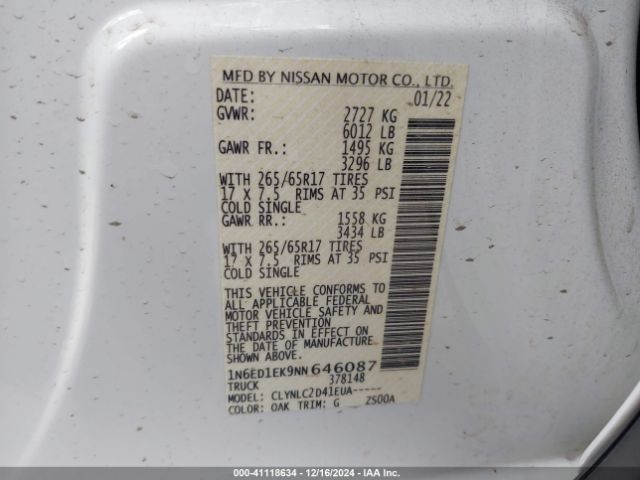 MFD BY NISSAN MOTOR CO., LTD.
DATE: 01/22
GVWR: 2727 KG
6012 LB
GAWR FR.: 1495 KG
3296 LB
WITH 265/65R17 TIRES
17 X 7.5 RIMS AT 35 PSI
COLD SINGLE
GAWR RR.: 1558 KG
3434 LB
WITH 265/65R17 TIRES
17 X 7.5 RIMS AT 35 PSI
COLD SINGLE
THIS VEHICLE CONFORMS TO
ALL APPLICABLE FEDERAL
MOTOR VEHICLE SAFETY AND
THEFT PREVENTION
STANDARDS IN EFFECT ON
THE DATE OF MANUFACTURE
SHOWN ABOVE.
1N6ED1EK9NN646087
TRUCK 378148
MODEL: CLYNLC2D41EUA-----
COLOR: OAK TRIM: G ZS00A
000-41118634 - 12/16/2024 - IAA Inc.